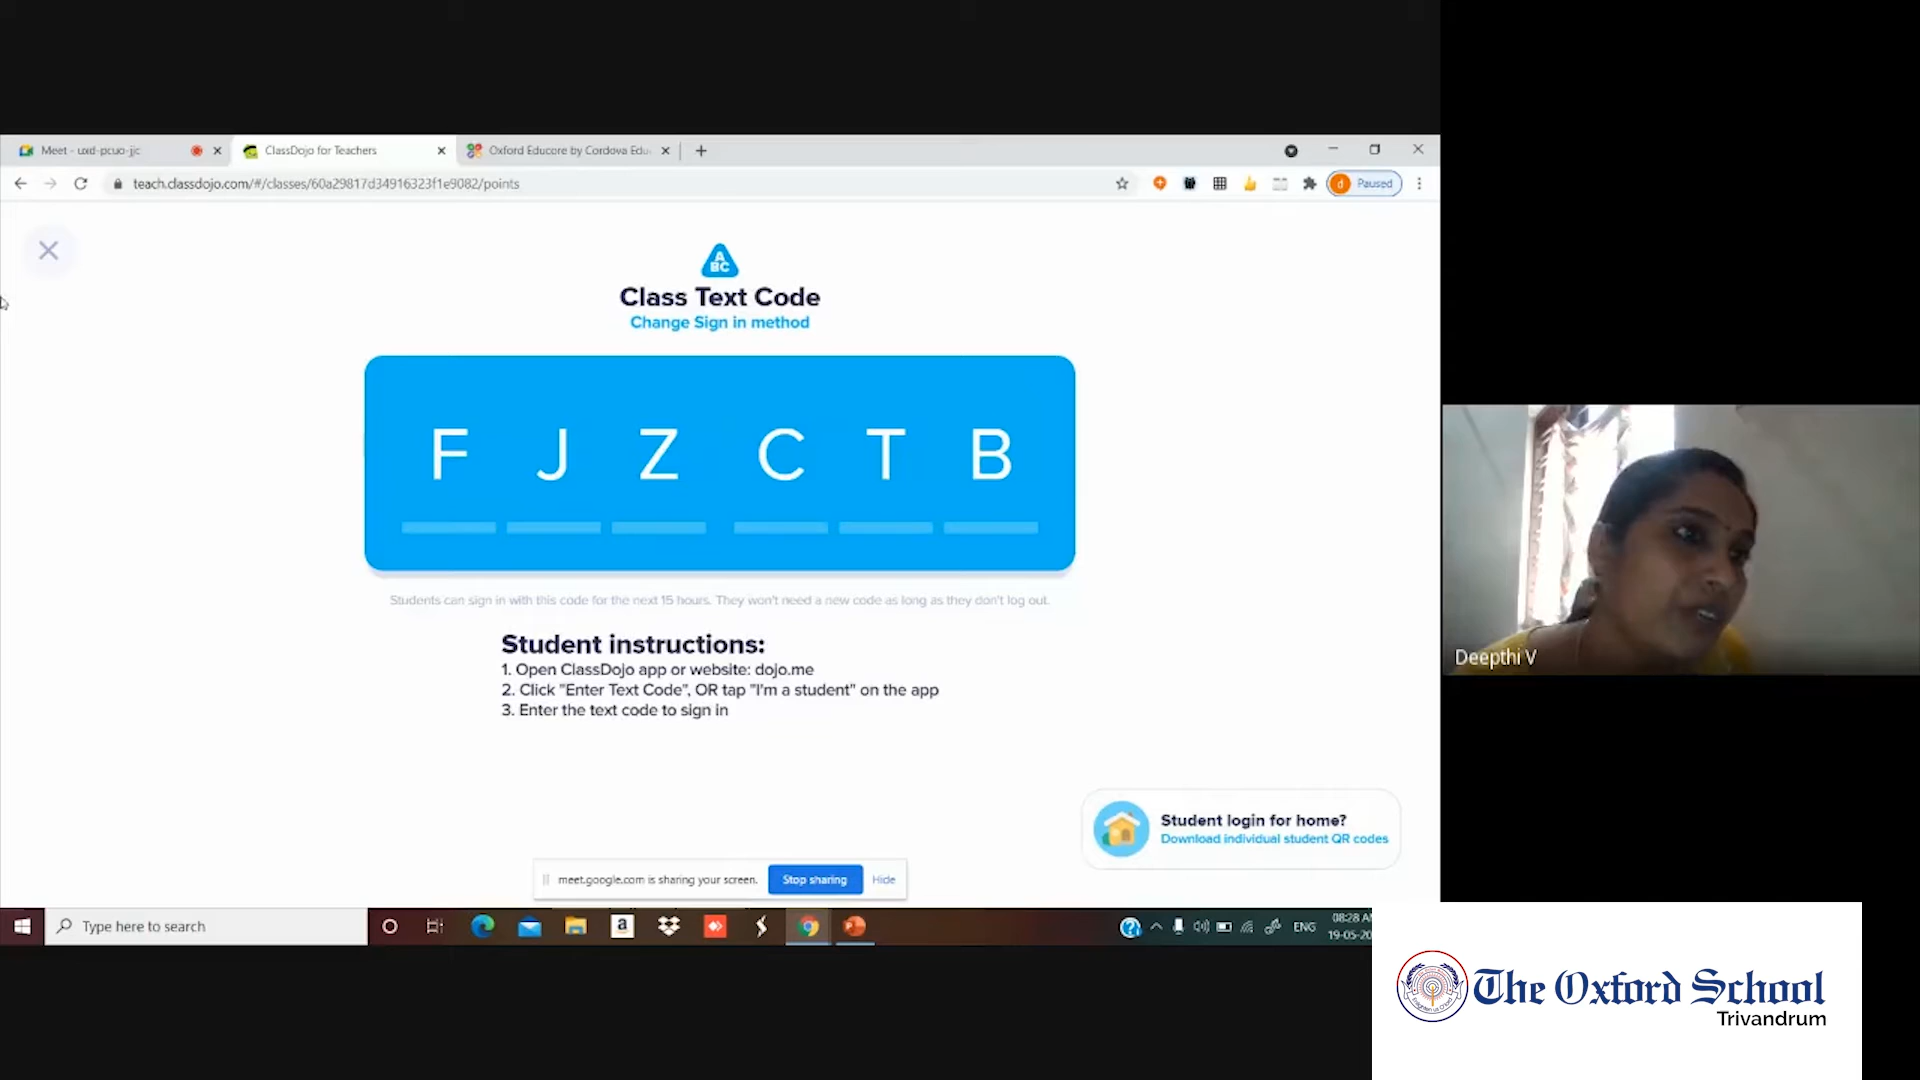 Meet - uxd-pcuo-jjc
ClassDojo for Teachers
Oxford Educore by Cordova Edu
teach.classdojo.com/#/classes/60a29817d34916323f1e9082/points
d Paused
ABC
Class Text Code
Change Sign in method
F J Z C T B
Students can sign in with this code for the next 15 hours. They won't need a new code as long as they don't log out.
Student instructions:
1. Open ClassDojo app or website: dojo.me
2. Click "Enter Text Code", OR tap "I'm a student" on the app
3. Enter the text code to sign in
Deepthi V
Student login for home?
Download individual student QR codes
meet.google.com is sharing your screen. Stop sharing Hide
Type here to search
ENG
08:28 A
19-05-20
The Oxford School
Trivandrum